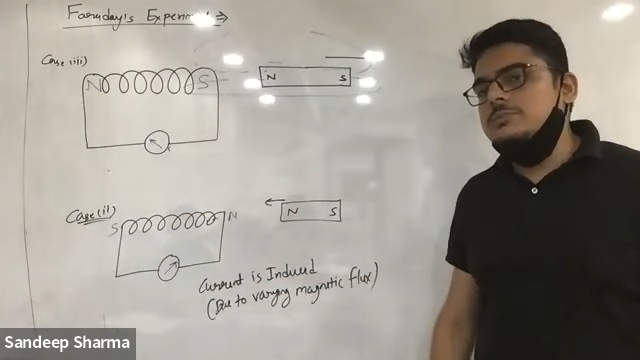 Faraday's Experiment ⇒
Case (iii)
N S
N S
Case (ii)
S N
N S
Current is Induced
(Due to varying magnetic flux)
Sandeep Sharma